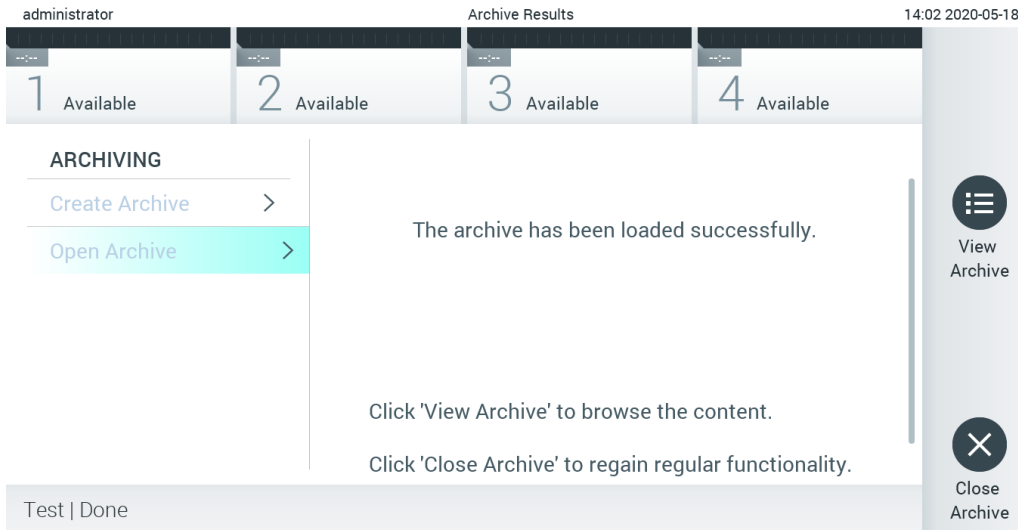 administrator Archive Results 14:02 2020-05-18
--:-- --:-- --:-- --:--
1 Available 2 Available 3 Available 4 Available
ARCHIVING
Create Archive
Open Archive
The archive has been loaded successfully.
Click 'View Archive' to browse the content.
Click 'Close Archive' to regain regular functionality.
View
Archive
Close
Archive
Test | Done